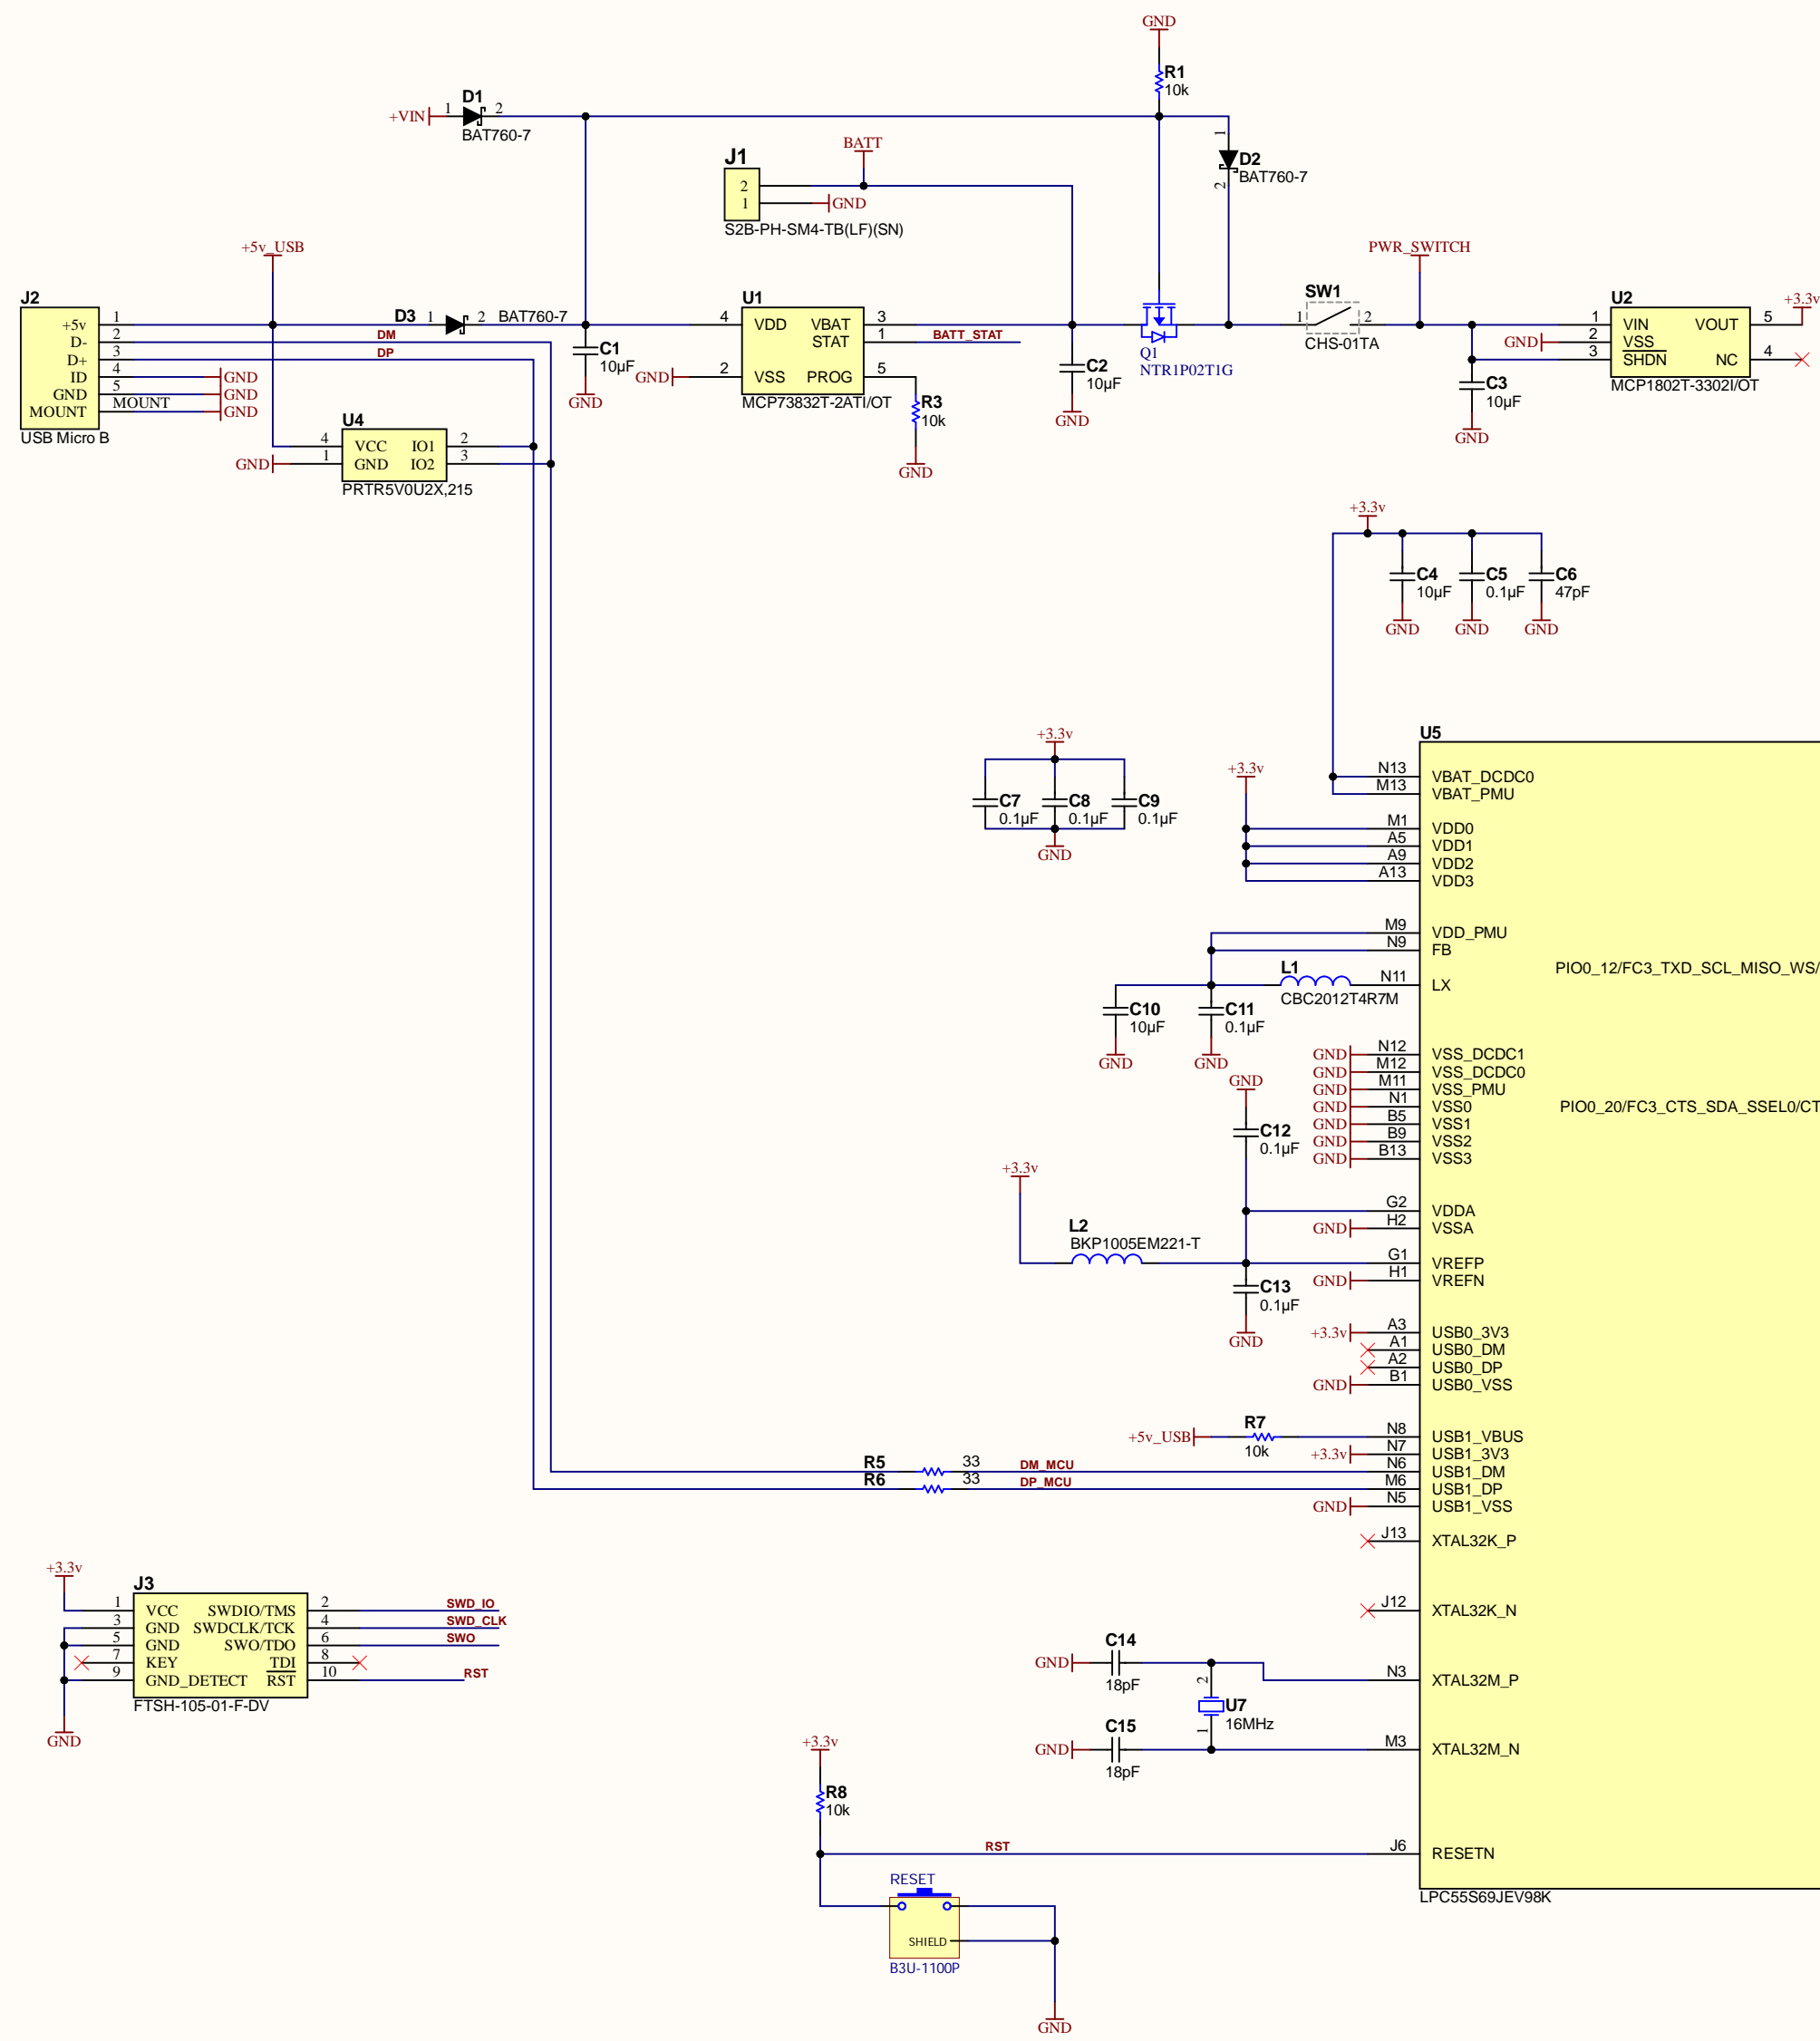 GND
R1
10k
+VIN
1
D1
2
BAT760-7
1
D2
2
BAT760-7
BATT
J1
2
1
GND
S2B-PH-SM4-TB(LF)(SN)
+5v_USB
J2
+5v 1
D- 2
D+ 3
ID 4
GND 5
MOUNT MOUNT
USB Micro B
GND
GND
GND
DM
DP
D3 1 2 BAT760-7
C1
10µF
GND
U4
4 VCC IO1 2
1 GND IO2 3
GND
PRTR5V0U2X,215
U1
4 VDD VBAT 3
STAT 1
2 VSS PROG 5
GND
MCP73832T-2ATI/OT
BATT_STAT
R3
10k
GND
C2
10µF
GND
Q1
NTR1P02T1G
SW1
1 2
CHS-01TA
PWR_SWITCH
GND
C3
10µF
GND
U2
1 VIN VOUT 5
2 VSS
3 SHDN NC 4
MCP1802T-3302I/OT
+3.3v
+3.3v
C4
10µF
C5
0.1µF
C6
47pF
GND
GND
GND
+3.3v
C7
0.1µF
C8
0.1µF
C9
0.1µF
GND
+3.3v
U5
N13 VBAT_DCDC0
M13 VBAT_PMU
M1 VDD0
A5 VDD1
A9 VDD2
A13 VDD3
M9 VDD_PMU
N9 FB
PIO0_12/FC3_TXD_SCL_MISO_WS/
L1
CBC2012T4R7M
N11 LX
C10
10µF
GND
C11
0.1µF
GND
GND N12 VSS_DCDC1
GND M12 VSS_DCDC0
GND M11 VSS_PMU
GND N1 VSS0
PIO0_20/FC3_CTS_SDA_SSEL0/CT
GND B5 VSS1
GND B9 VSS2
GND B13 VSS3
GND
C12
0.1µF
+3.3v
L2
BKP1005EM221-T
G2 VDDA
GND H2 VSSA
G1 VREFP
GND H1 VREFN
C13
0.1µF
GND
+3.3v A3 USB0_3V3
A1 USB0_DM
A2 USB0_DP
GND B1 USB0_VSS
+5v_USB
R7
10k
N8 USB1_VBUS
+3.3v N7 USB1_3V3
R5 33 DM_MCU N6 USB1_DM
R6 33 DP_MCU M6 USB1_DP
GND N5 USB1_VSS
J13 XTAL32K_P
J12 XTAL32K_N
+3.3v
J3
1 VCC SWDIO/TMS 2 SWD_IO
3 GND SWDCLK/TCK 4 SWD_CLK
5 GND SWO/TDO 6 SWO
7 KEY TDI 8
9 GND_DETECT RST 10 RST
FTSH-105-01-F-DV
GND
GND
C14
18pF
N3 XTAL32M_P
2
U7
16MHz
1
GND
C15
18pF
M3 XTAL32M_N
+3.3v
R8
10k
RST
J6 RESETN
LPC55S69JEV98K
RESET
SHIELD
B3U-1100P
GND